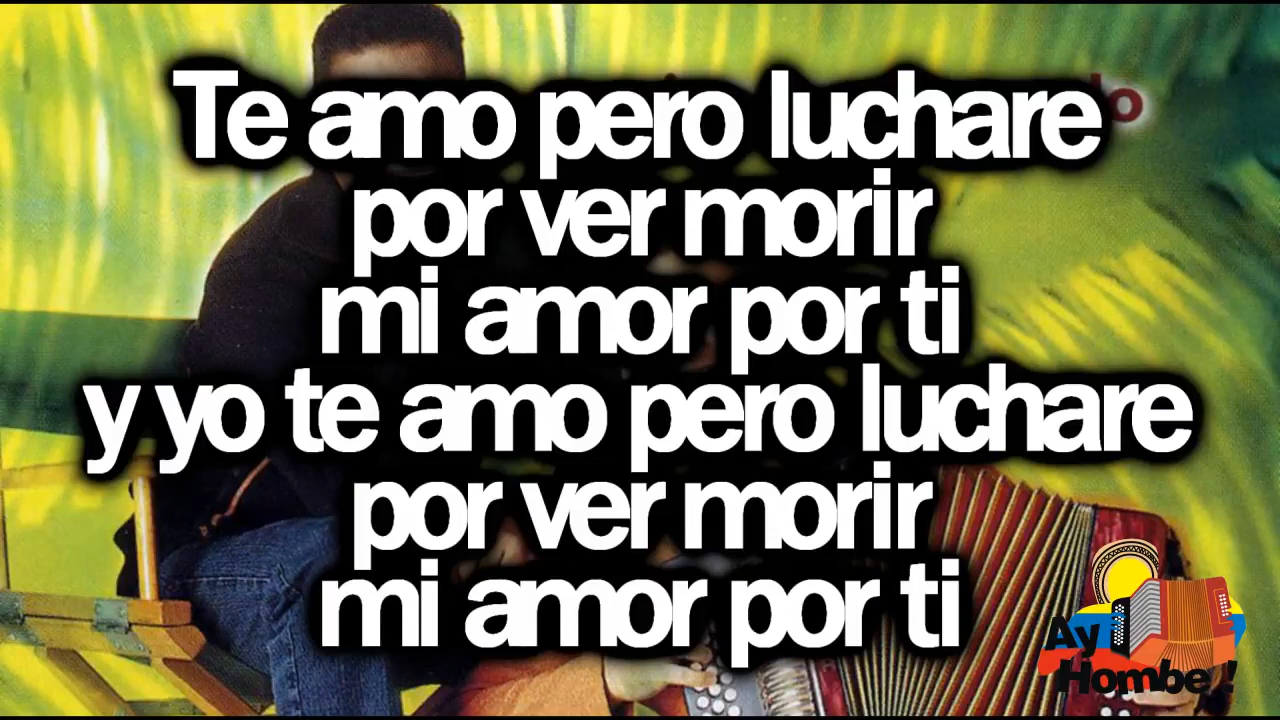 Te amo pero luchare
por ver morir
mi amor por ti
y yo te amo pero luchare
por ver morir
mi amor por ti
Ay
Hombe!